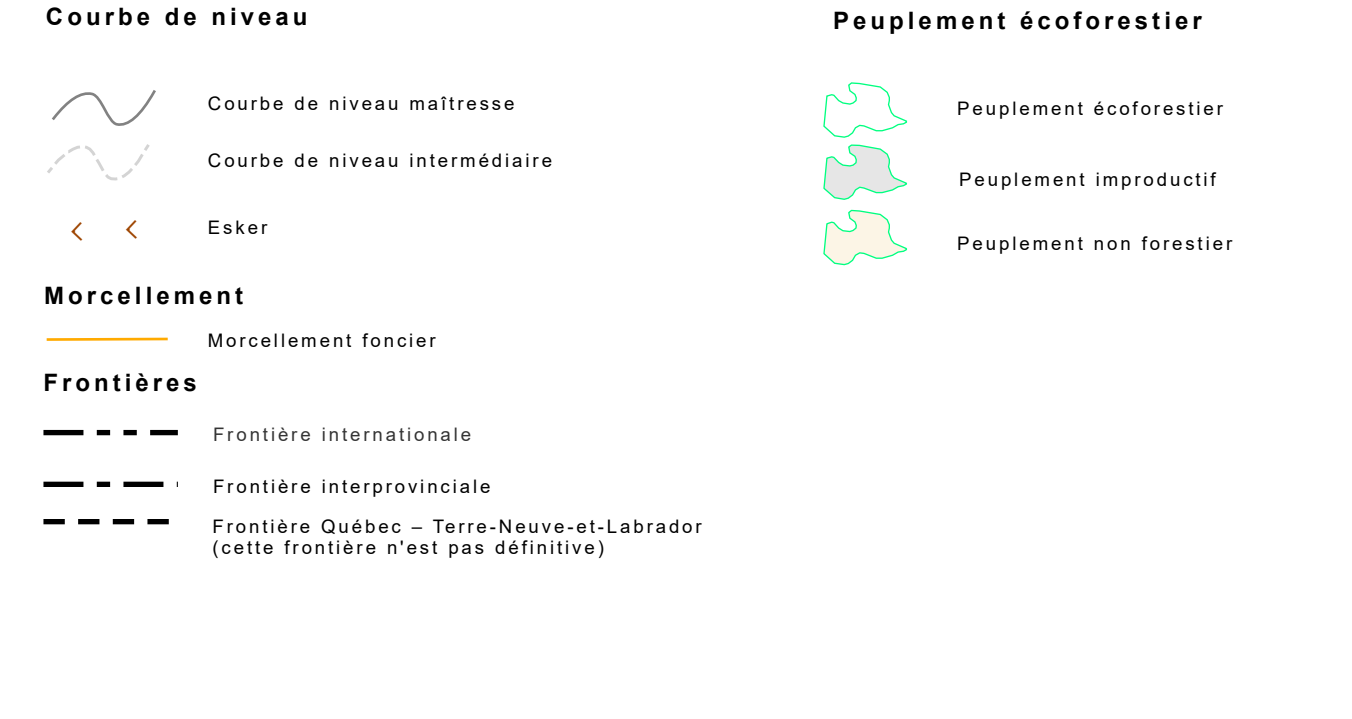 Courbe de niveau
Courbe de niveau maîtresse
Courbe de niveau intermédiaire
Esker
Morcellement
Morcellement foncier
Frontières
Frontière internationale
Frontière interprovinciale
Frontière Québec – Terre-Neuve-et-Labrador
(cette frontière n'est pas définitive)
Peuplement écoforestier
Peuplement écoforestier
Peuplement improductif
Peuplement non forestier